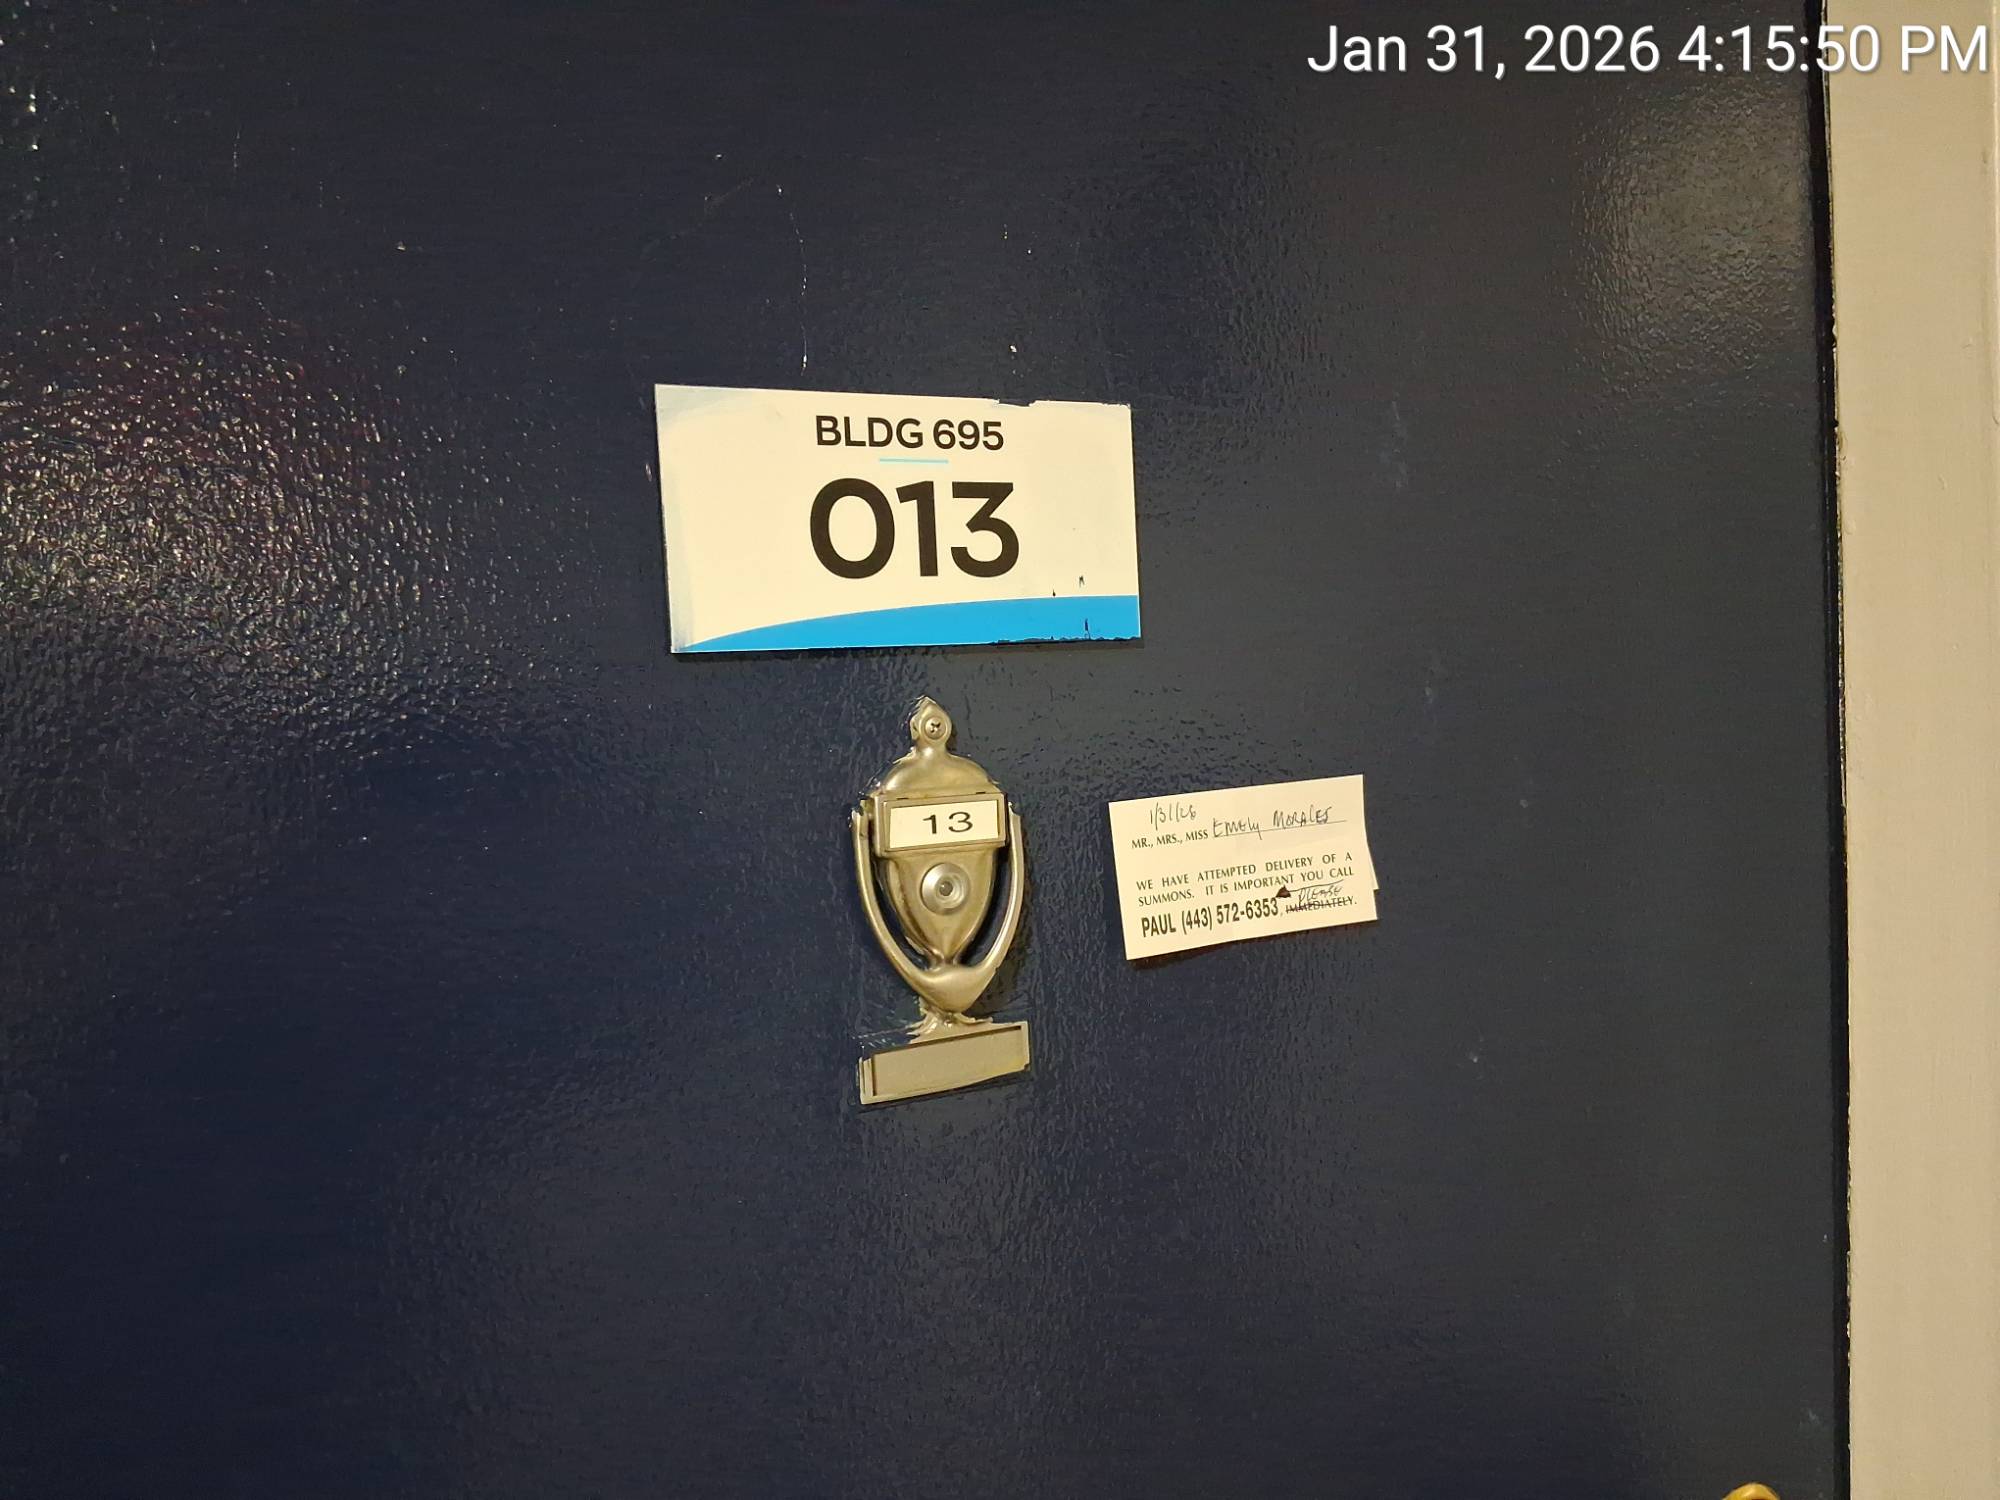 Jan 31, 2026 4:15:50 PM
BLDG 695
013
13
1/31/26
MR., MRS., MISS Emely Morales
WE HAVE ATTEMPTED DELIVERY OF A
SUMMONS. IT IS IMPORTANT YOU CALL
Please
PAUL (443) 572-6353, IMMEDIATELY.